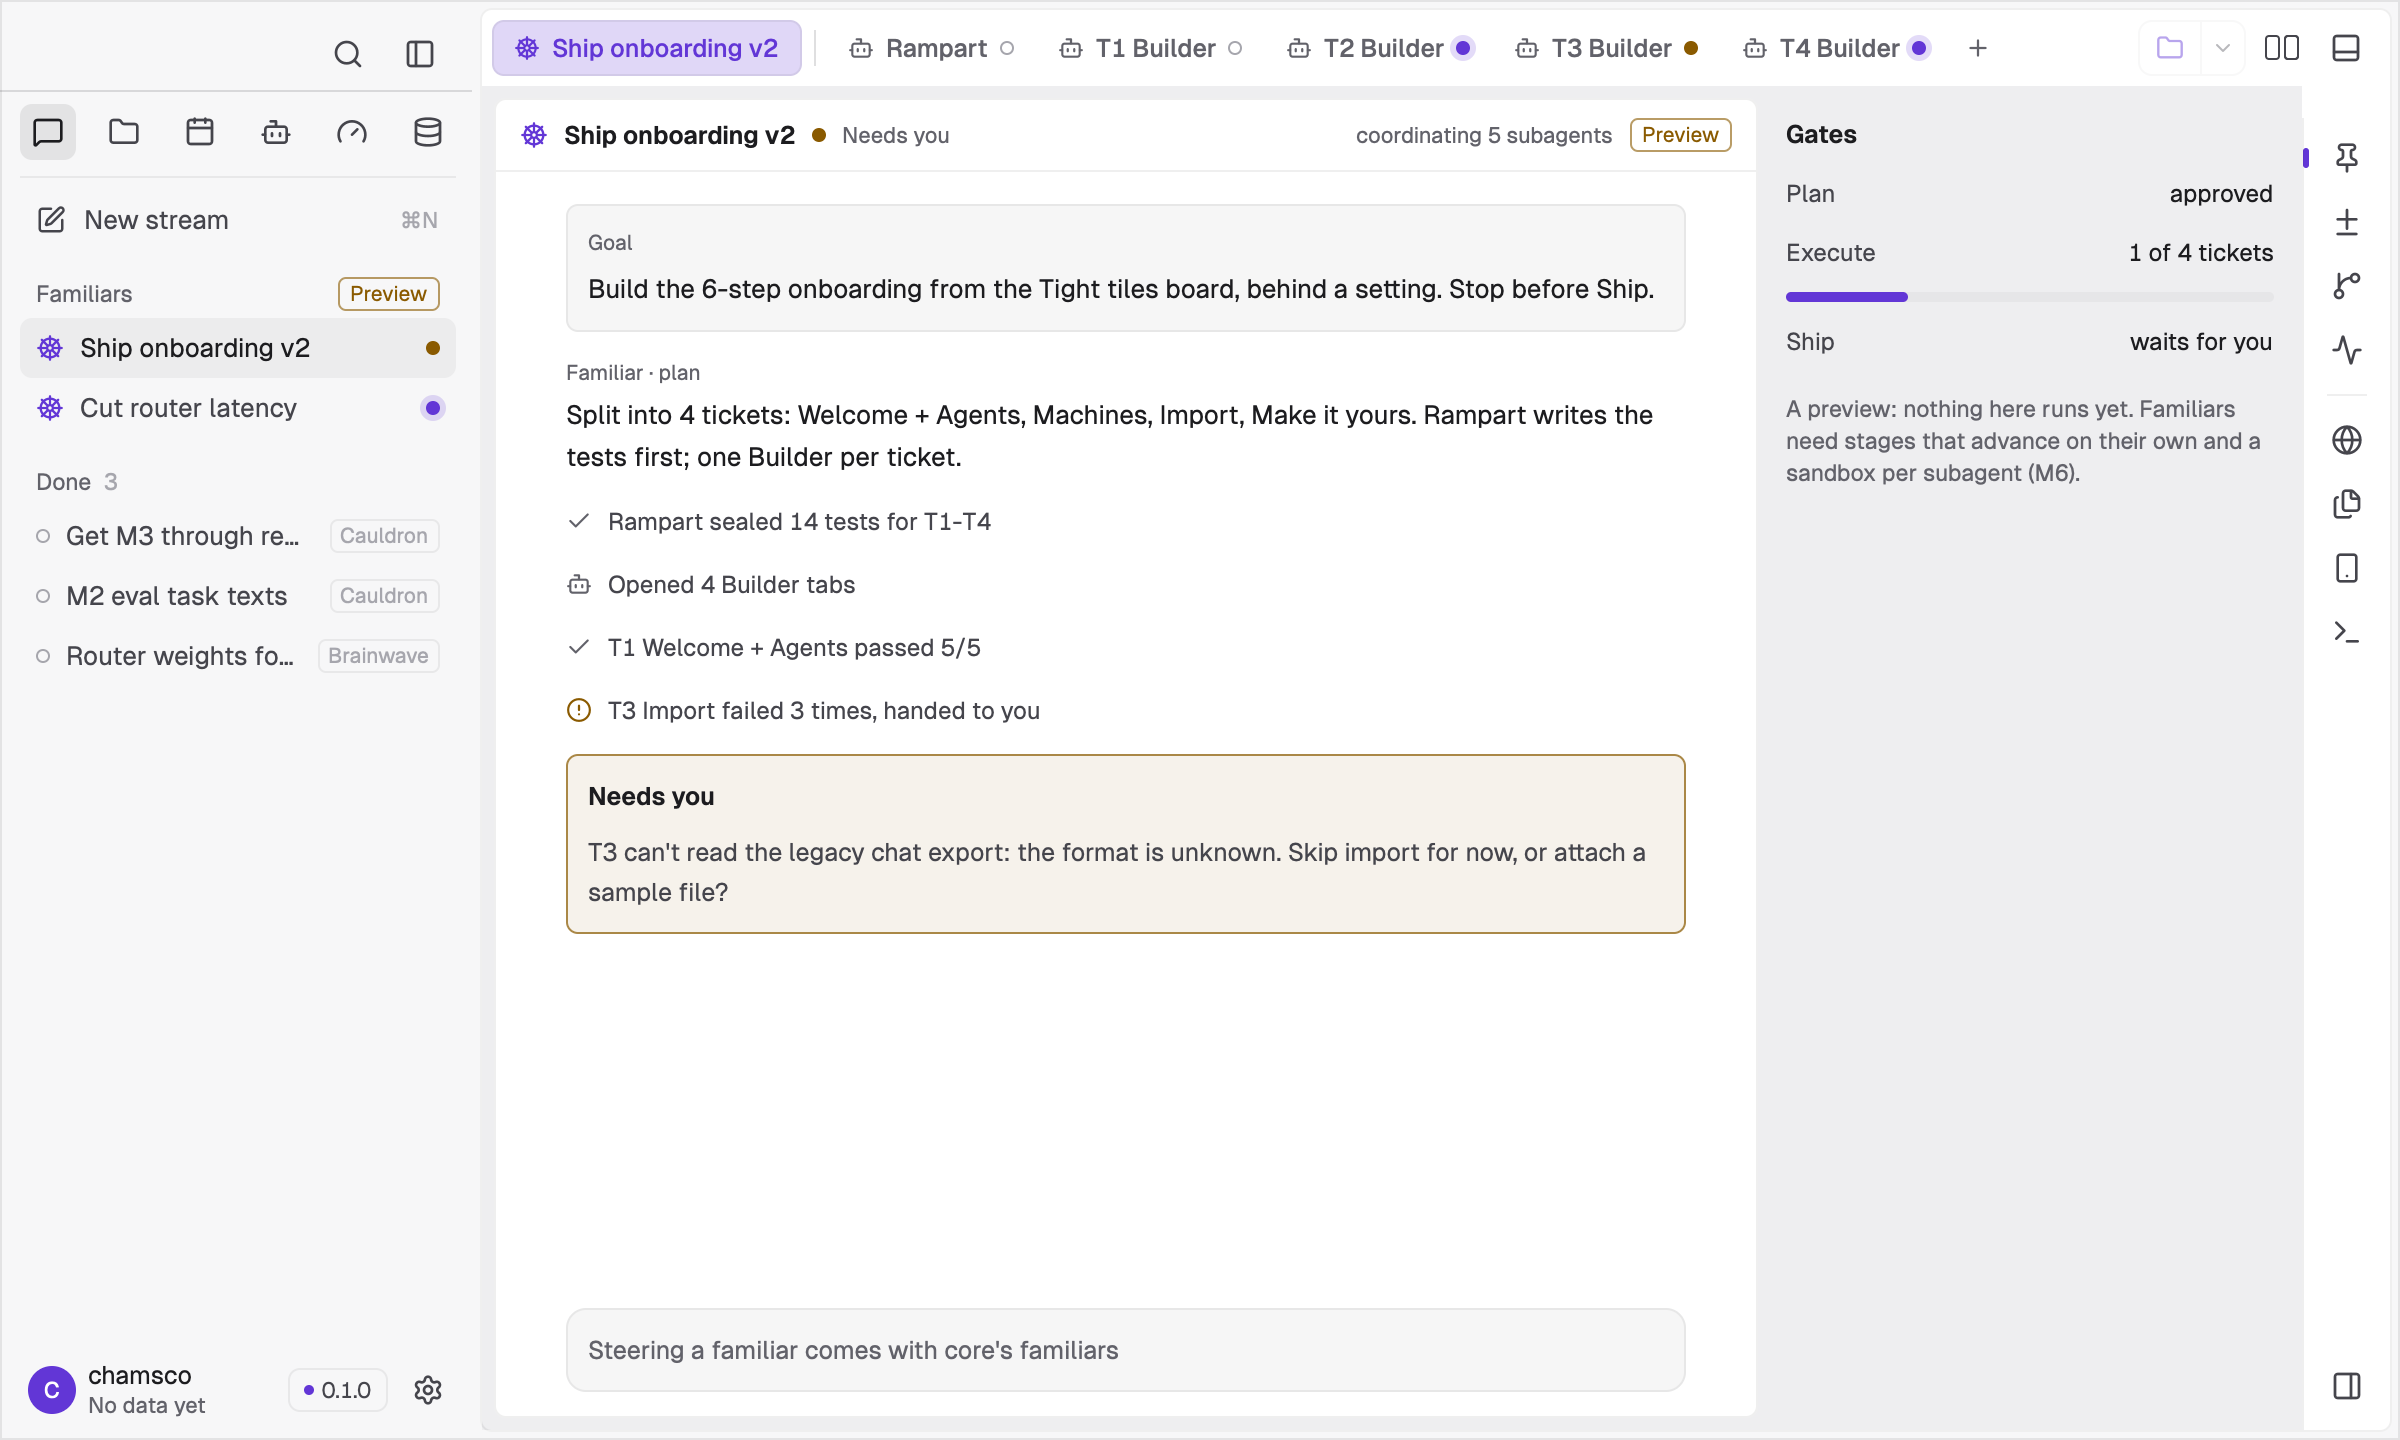 Ship onboarding v2
Rampart
T1 Builder
T2 Builder
T3 Builder
T4 Builder
New stream
⌘N
Familiars
Preview
Ship onboarding v2
Cut router latency
Done 3
Get M3 through re...
Cauldron
M2 eval task texts
Cauldron
Router weights fo...
Brainwave
C
chamsco
No data yet
0.1.0
Ship onboarding v2
Needs you
coordinating 5 subagents
Preview
Goal
Build the 6-step onboarding from the Tight tiles board, behind a setting. Stop before Ship.
Familiar · plan
Split into 4 tickets: Welcome + Agents, Machines, Import, Make it yours. Rampart writes the
tests first; one Builder per ticket.
Rampart sealed 14 tests for T1-T4
Opened 4 Builder tabs
T1 Welcome + Agents passed 5/5
T3 Import failed 3 times, handed to you
Needs you
T3 can't read the legacy chat export: the format is unknown. Skip import for now, or attach a
sample file?
Steering a familiar comes with core's familiars
Gates
Plan
approved
Execute
1 of 4 tickets
Ship
waits for you
A preview: nothing here runs yet. Familiars
need stages that advance on their own and a
sandbox per subagent (M6).